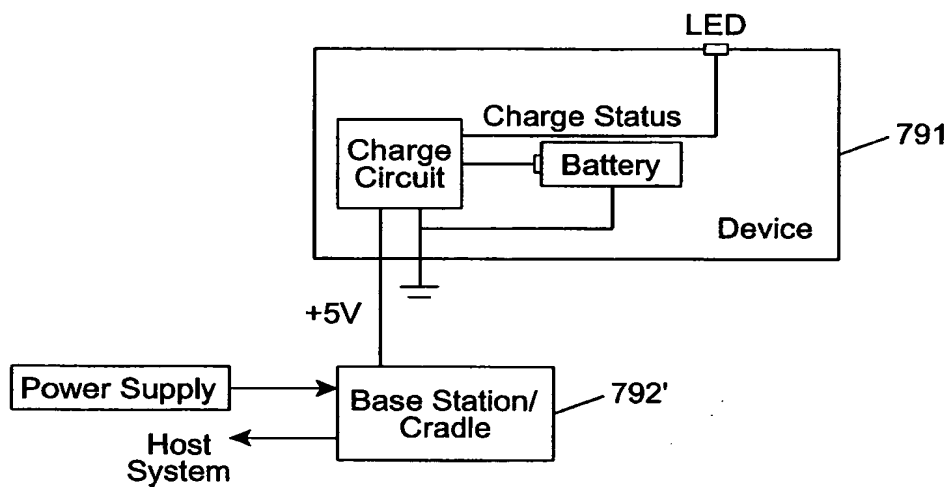 LED
Charge Status
791
Charge
Circuit
Battery
Device
+5V
Power Supply
Base Station/
Cradle
792'
Host
System